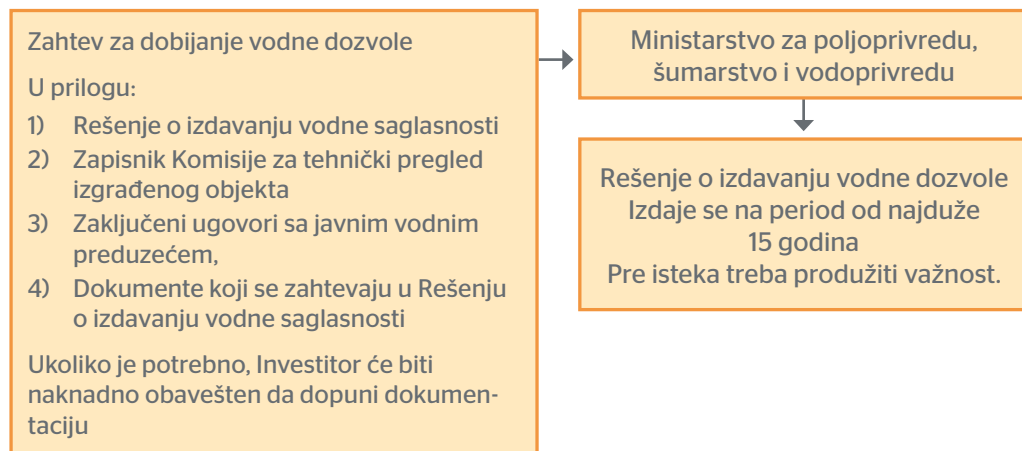 Zahtev za dobijanje vodne dozvole
U prilogu:
1) Rešenje o izdavanju vodne saglasnosti
2) Zapisnik Komisije za tehnički pregled
izgrađenog objekta
3) Zaključeni ugovori sa javnim vodnim
preduzećem,
4) Dokumente koji se zahtevaju u Rešenju
o izdavanju vodne saglasnosti
Ukoliko je potrebno, Investitor će biti
naknadno obavešten da dopuni dokumen-
taciju
Ministarstvo za poljoprivredu,
šumarstvo i vodoprivredu
Rešenje o izdavanju vodne dozvole
Izdaje se na period od najduže
15 godina
Pre isteka treba produžiti važnost.